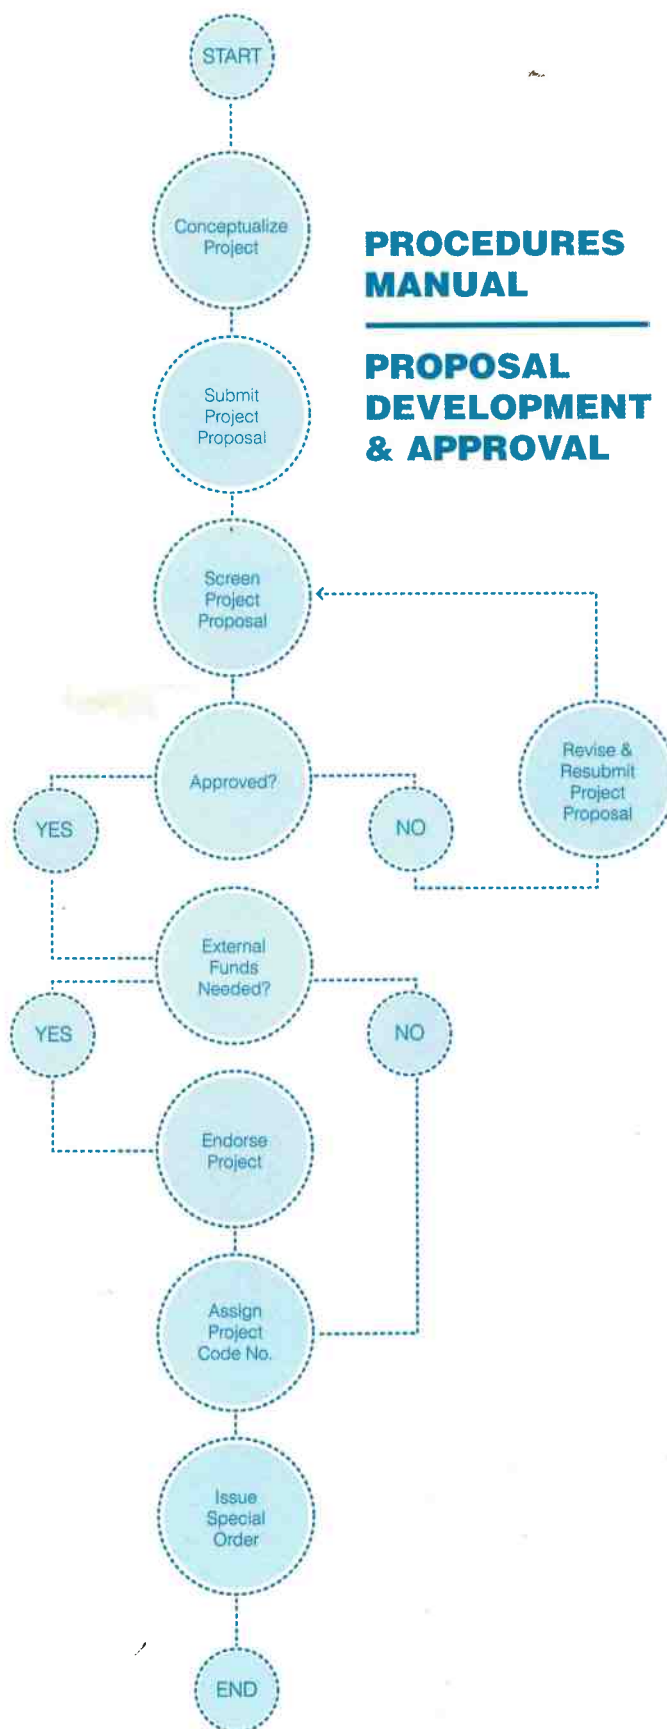 START
Conceptualize
Project
PROCEDURES
MANUAL
PROPOSAL
DEVELOPMENT
& APPROVAL
Submit
Project
Proposal
Screen
Project
Proposal
Approved?
Revise &
Resubmit
Project
Proposal
YES
NO
External
Funds
Needed?
YES
NO
Endorse
Project
Assign
Project
Code No.
Issue
Special
Order
END